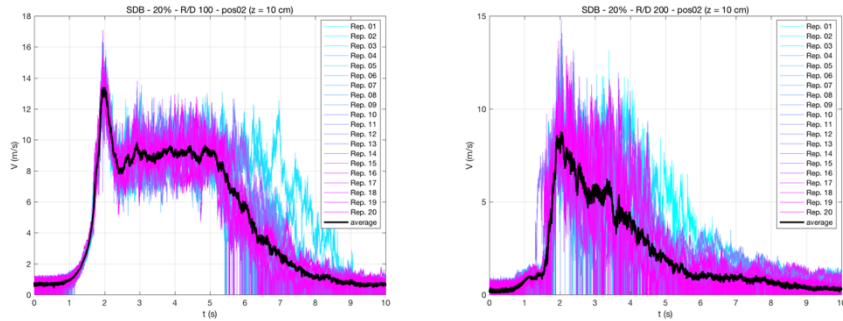 SDB - 20% - R/D 100 - pos02 (z = 10 cm)
18
16
14
12
10
8
6
4
2
0
V (m/s)
0 1 2 3 4 5 6 7 8 9 10
t (s)
Rep. 01
Rep. 02
Rep. 03
Rep. 04
Rep. 05
Rep. 06
Rep. 07
Rep. 08
Rep. 09
Rep. 10
Rep. 11
Rep. 12
Rep. 13
Rep. 14
Rep. 15
Rep. 16
Rep. 17
Rep. 18
Rep. 19
Rep. 20
average
SDB - 20% - R/D 200 - pos02 (z = 10 cm)
15
10
5
0
V (m/s)
0 1 2 3 4 5 6 7 8 9 10
t (s)
Rep. 01
Rep. 02
Rep. 03
Rep. 04
Rep. 05
Rep. 06
Rep. 07
Rep. 08
Rep. 09
Rep. 10
Rep. 11
Rep. 12
Rep. 13
Rep. 14
Rep. 15
Rep. 16
Rep. 17
Rep. 18
Rep. 19
Rep. 20
average